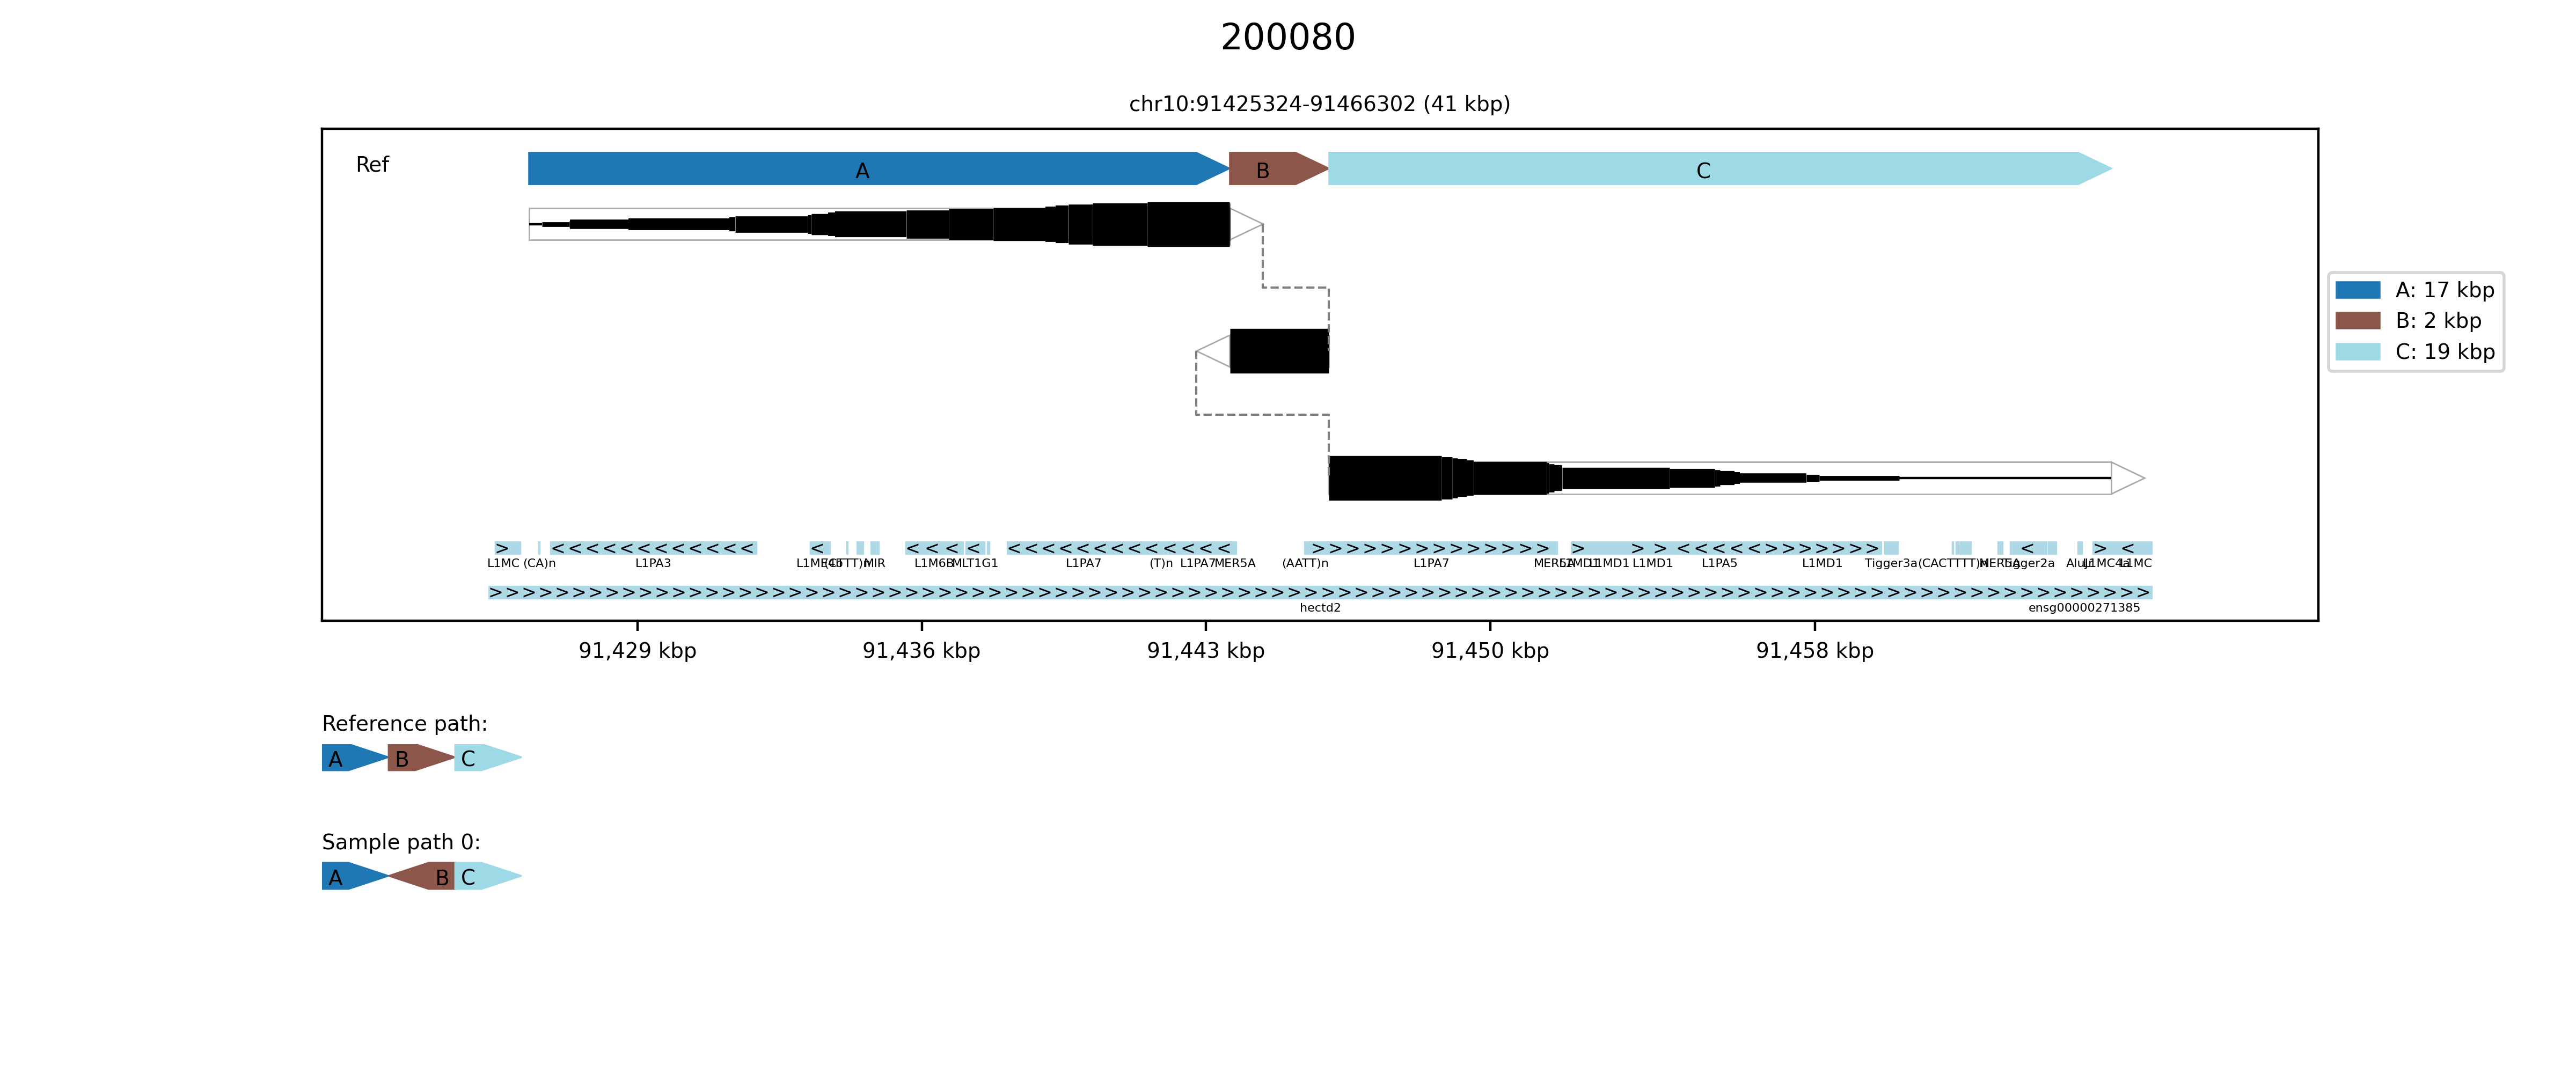 200080
chr10:91425324-91466302 (41 kbp)
Ref
A B C
A: 17 kbp
B: 2 kbp
C: 19 kbp
L1MC (CA)n L1PA3 MIR L1M6B MLT1G1 L1PA7 (T)n L1PA7 MER5A (AATT)n L1PA7 L1MD1 L1MD1 L1PA5 L1MD1 Tigger3a L1MC
hectd2 ensg00000271385
91,429 kbp 91,436 kbp 91,443 kbp 91,450 kbp 91,458 kbp
Reference path:
A B C
Sample path 0:
A B C